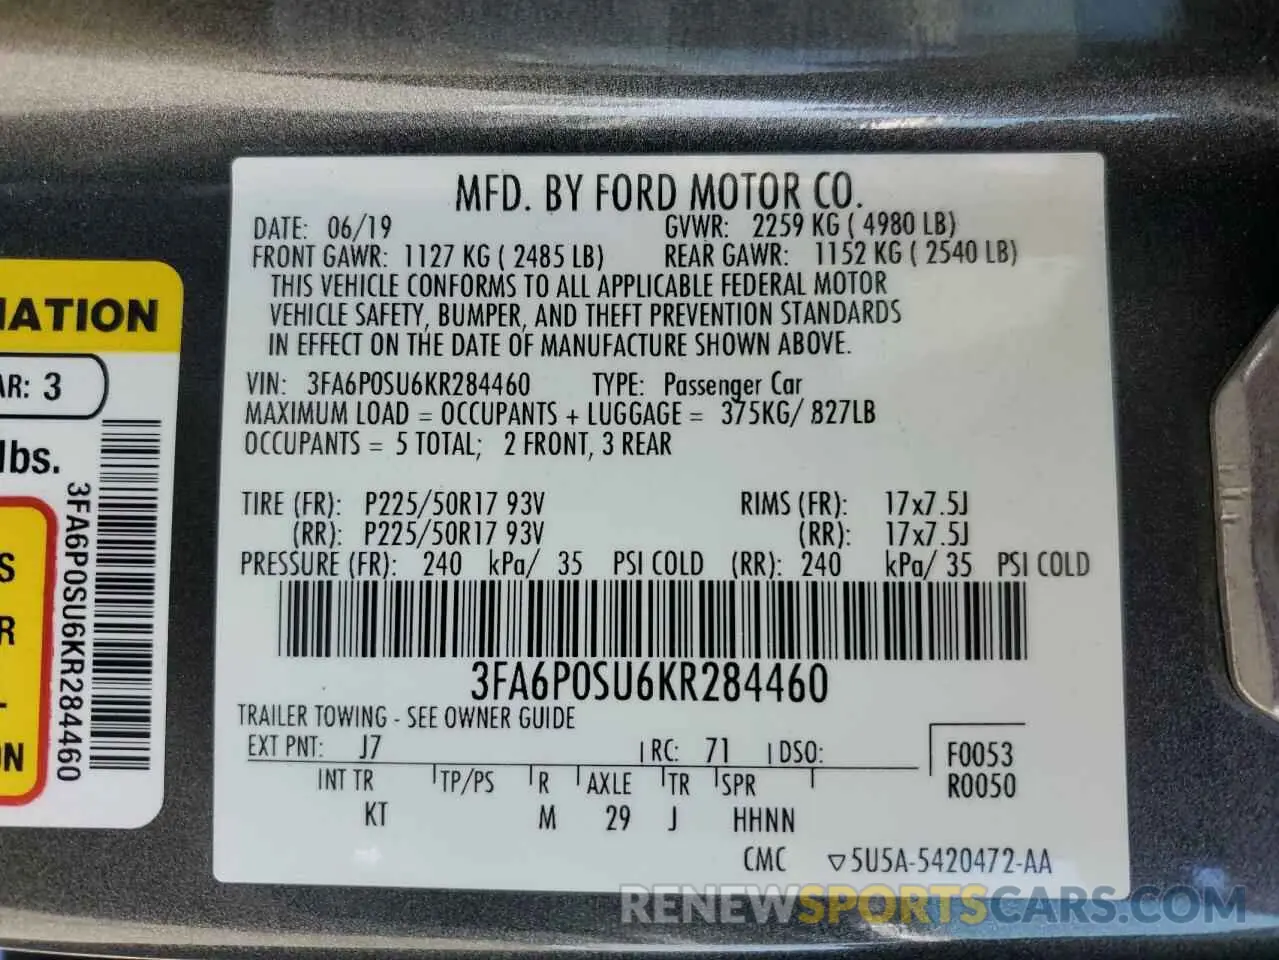 MFD. BY FORD MOTOR CO.
DATE: 06/19 GVWR: 2259 KG ( 4980 LB)
FRONT GAWR: 1127 KG ( 2485 LB) REAR GAWR: 1152 KG ( 2540 LB)
THIS VEHICLE CONFORMS TO ALL APPLICABLE FEDERAL MOTOR
VEHICLE SAFETY, BUMPER, AND THEFT PREVENTION STANDARDS
IN EFFECT ON THE DATE OF MANUFACTURE SHOWN ABOVE.
VIN: 3FA6P0SU6KR284460 TYPE: Passenger Car
MAXIMUM LOAD = OCCUPANTS + LUGGAGE = 375KG/ 827LB
OCCUPANTS = 5 TOTAL; 2 FRONT, 3 REAR
TIRE (FR): P225/50R17 93V RIMS (FR): 17x7.5J
(RR): P225/50R17 93V (RR): 17x7.5J
PRESSURE (FR): 240 kPa/ 35 PSI COLD (RR): 240 kPa/ 35 PSI COLD
3FA6P0SU6KR284460
TRAILER TOWING - SEE OWNER GUIDE
EXT PNT: J7 RC: 71 DSO: F0053
INT TR TP/PS R AXLE TR SPR R0050
KT M 29 J HHNN
CMC ▽5U5A-5420472-AA
MATION
AR: 3
lbs.
3FA6P0SU6KR284460
S
R
L
ON
RENEWSPORTSCARS.COM